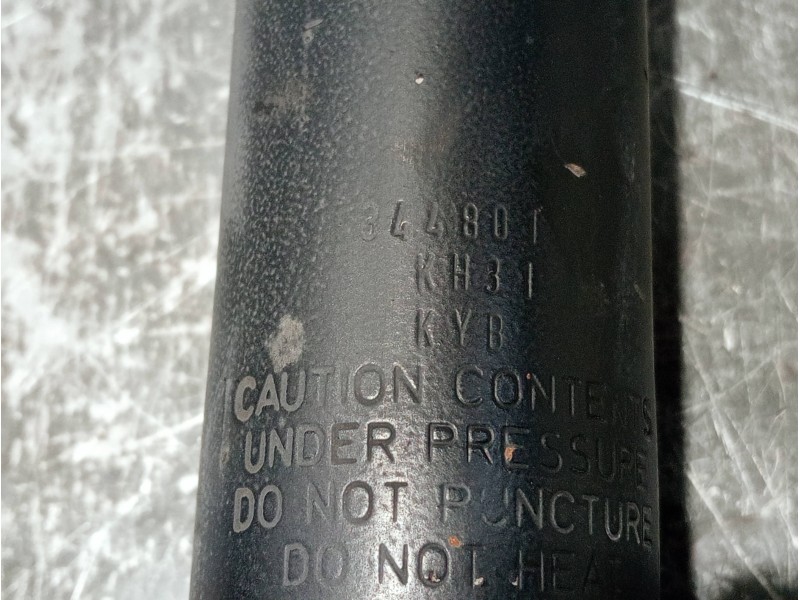 344801
KH31
KYB
CAUTION CONTENTS
UNDER PRESSURE
DO NOT PUNCTURE
DO NOT HEAT